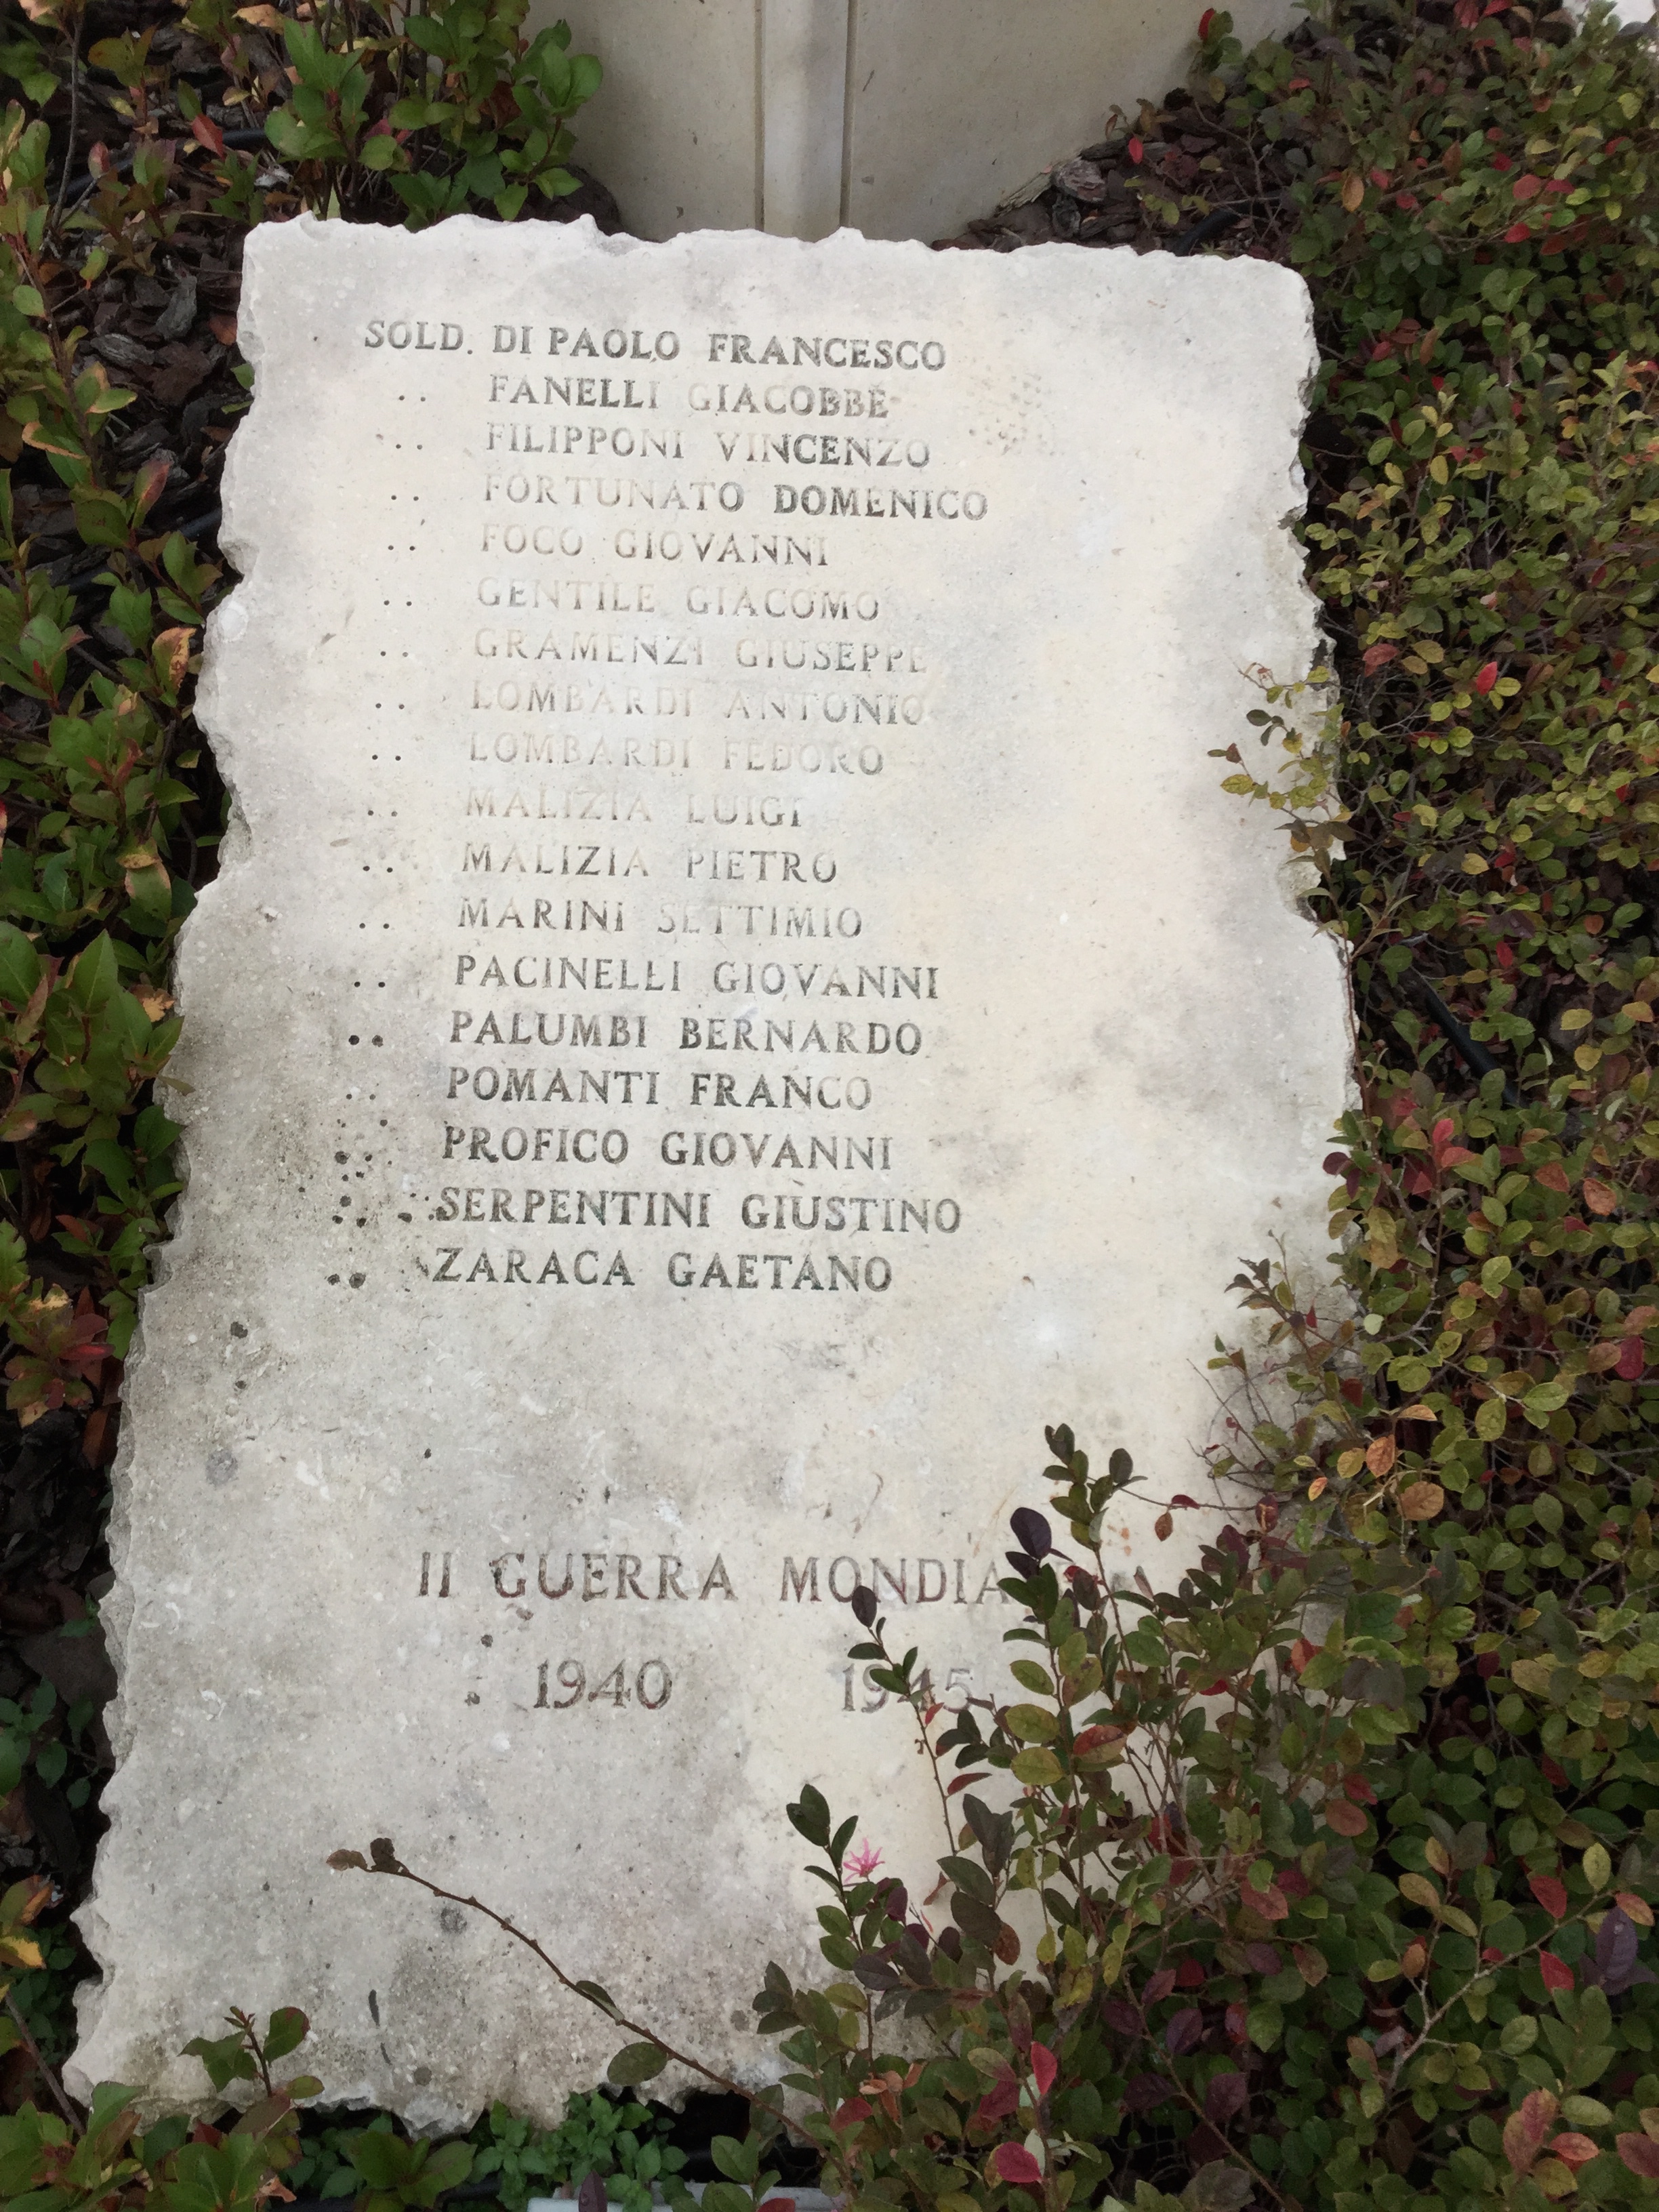 SOLD. DI PAOLO FRANCESCO
.. FANELLI GIACOBBE
.. FILIPPONI VINCENZO
.. FORTUNATO DOMENICO
.. FOCO GIOVANNI
.. GENTILE GIACOMO
.. GRAMENZI GIUSEPPE
.. LOMBARDI ANTONIO
.. LOMBARDI FEDORO
.. MALIZIA LUIGI
.. MALIZIA PIETRO
.. MARINI SETTIMIO
.. PACINELLI GIOVANNI
.. PALUMBI BERNARDO
.. POMANTI FRANCO
.. PROFICO GIOVANNI
.. SERPENTINI GIUSTINO
.. ZARACA GAETANO
II GUERRA MONDIA
1940 1945